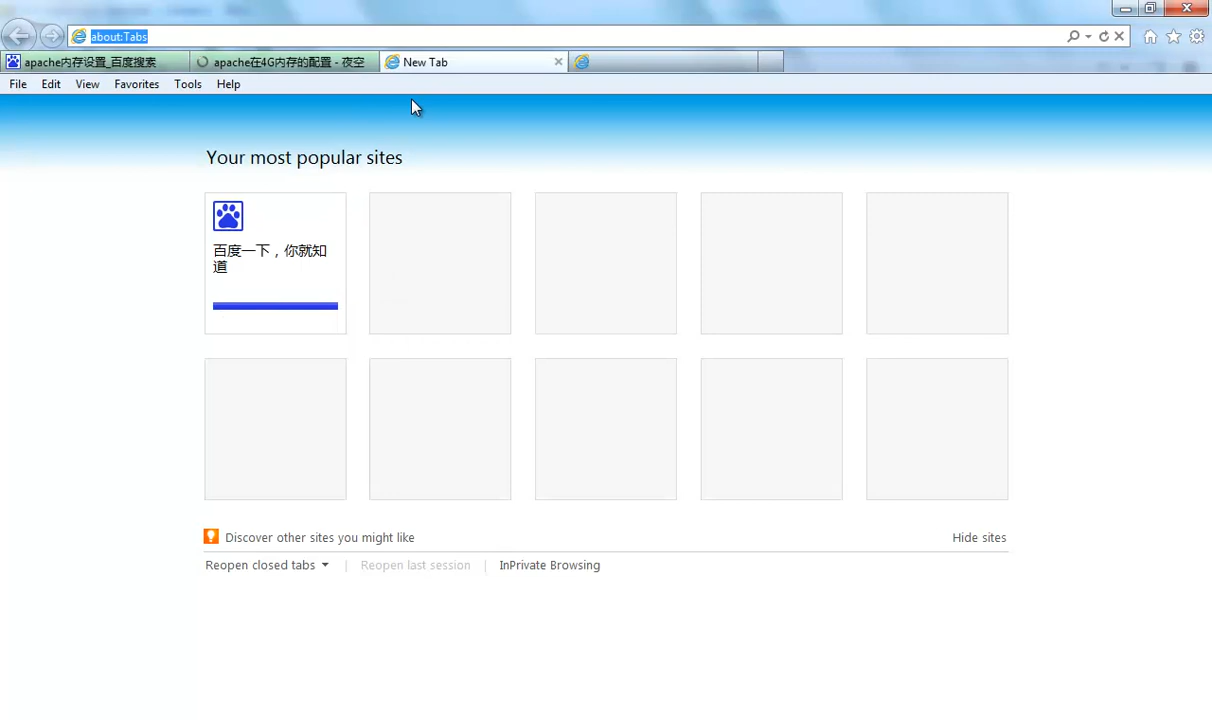 about:Tabs
apache内存设置_百度搜索
apache在4G内存的配置 - 夜空
New Tab
File Edit View Favorites Tools Help
Your most popular sites
百度一下，你就知
道
Discover other sites you might like
Hide sites
Reopen closed tabs
Reopen last session
InPrivate Browsing